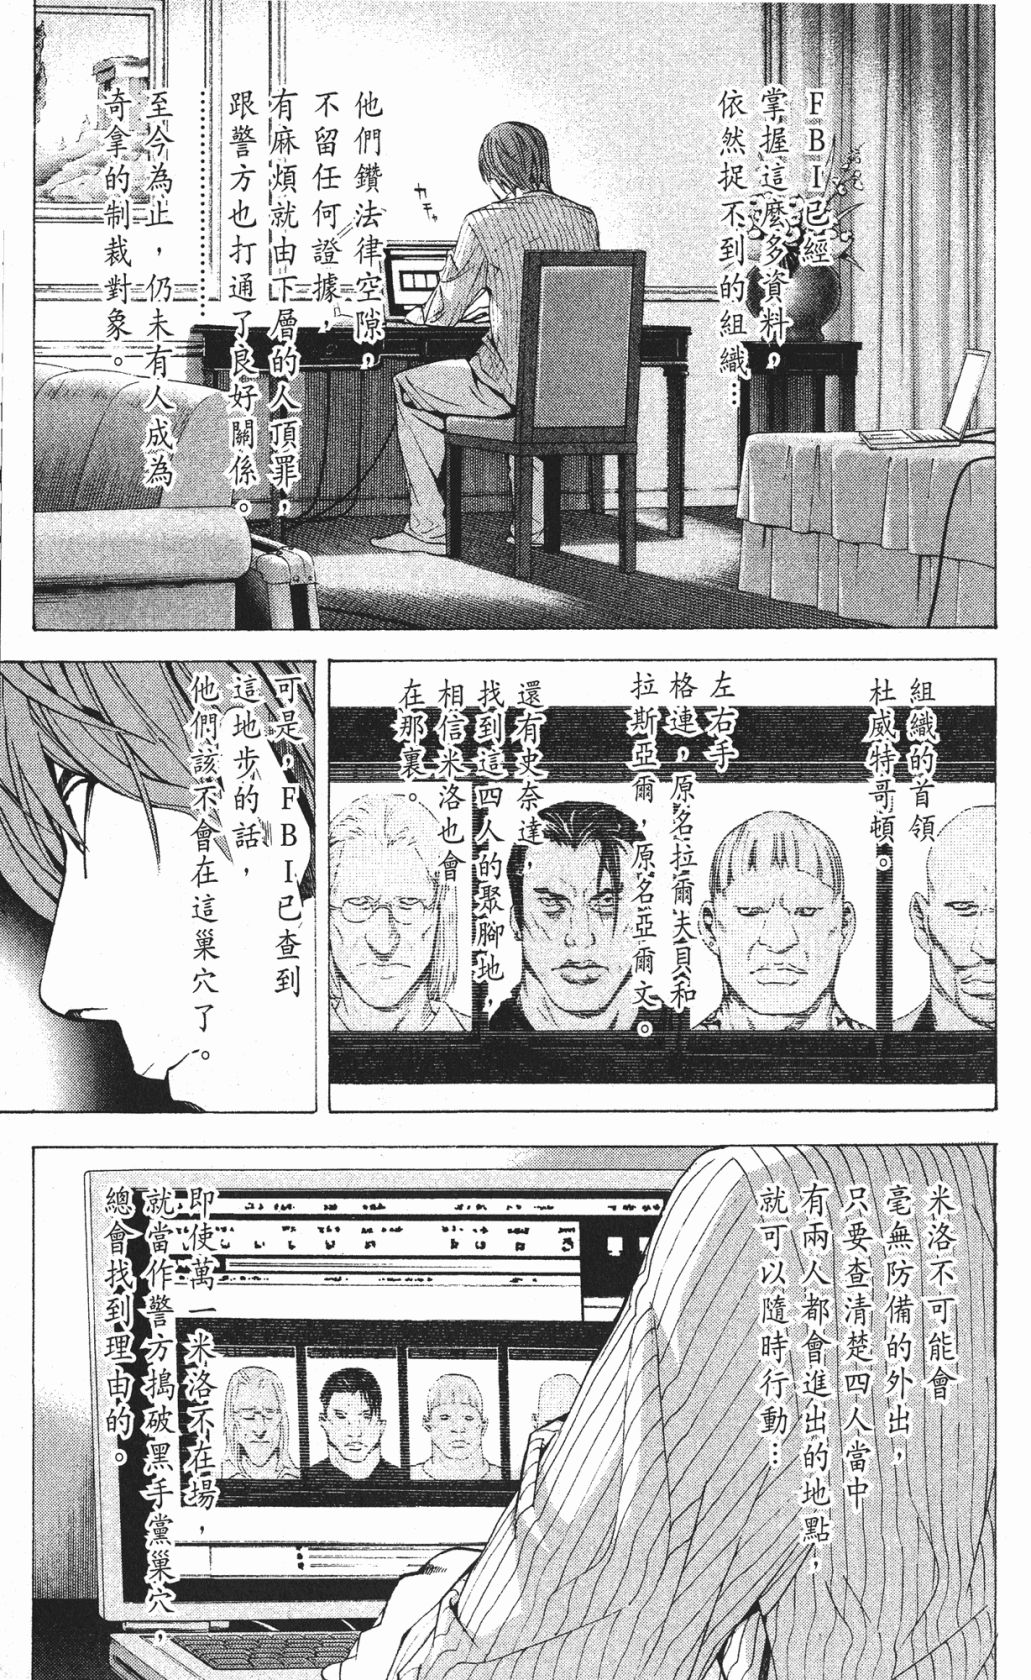 FBI已經
掌握這麼多資料，
依然捉不到的組織…
他們鑽法律空隙，
不留任何證據，
有麻煩就由下層的人頂罪，
跟警方也打通了良好關係。
………………
至今為止，仍未有人成為
奇拿的制裁對象。
カチ
カチャ
組織的首領
杜威特哥頓。
左右手
格連，原名拉爾夫貝和
拉斯亞爾，原名亞爾文。
還有史奈達，
找到這四人的聚腳地，
相信米洛也會
在那裏。
可是，FBI已查到
這地步的話，
他們該不會在這巢穴了。
米洛不可能會
毫無防備的外出，
只要查清楚四人當中
有兩人都會進出的地點，
就可以隨時行動…
即使萬一米洛不在場，
就當作警方搗破黑手黨巢穴，
總會找到理由的。